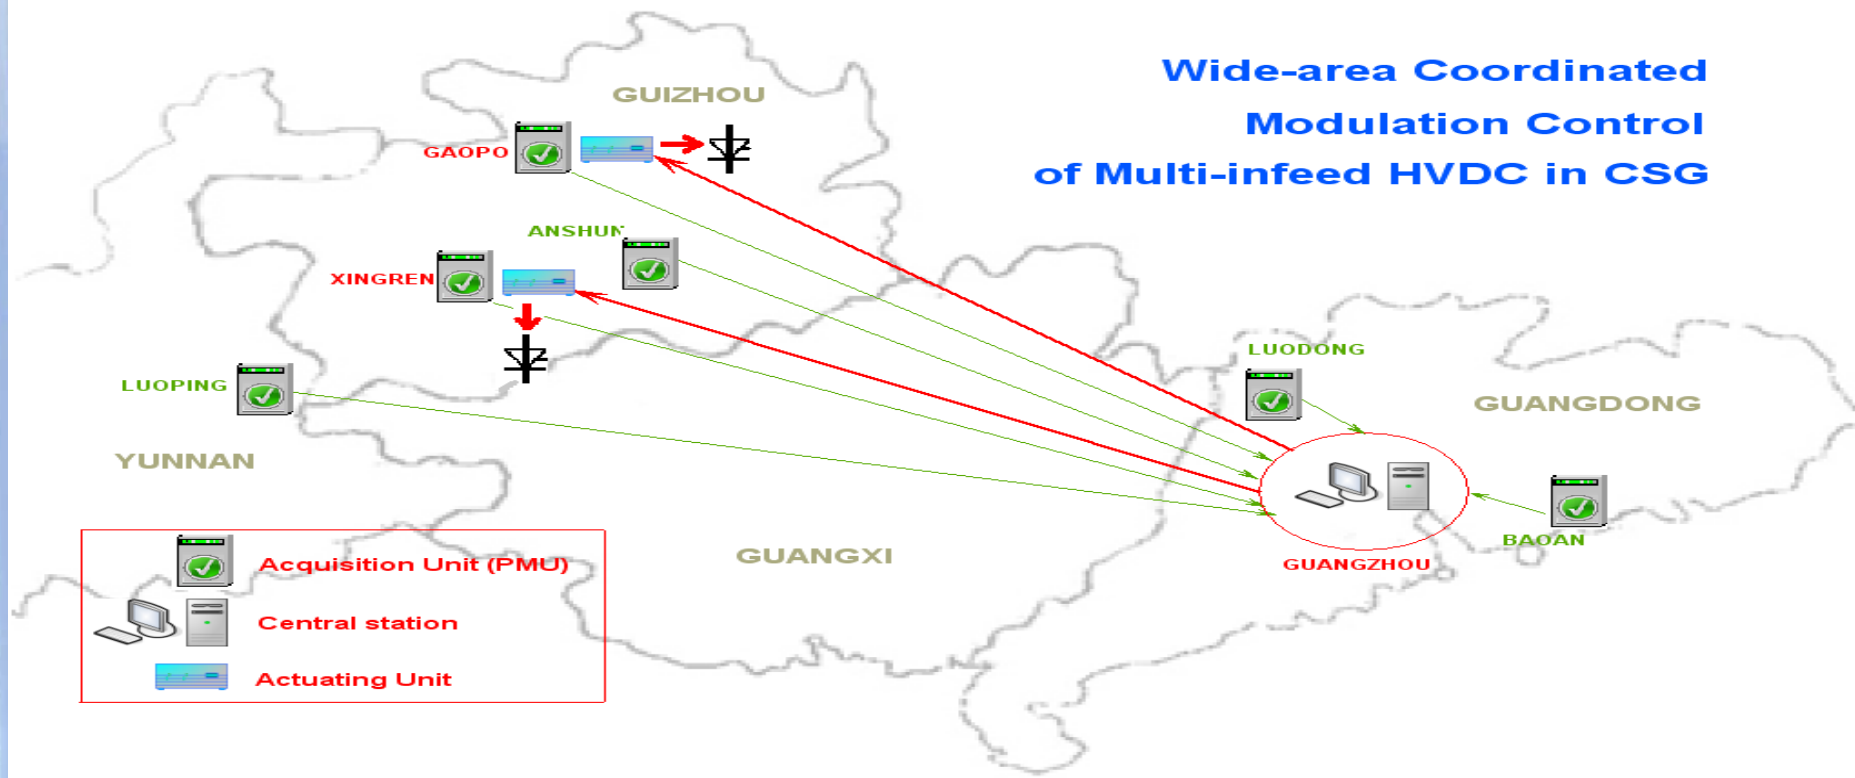 Wide-area Coordinated
Modulation Control
of Multi-infeed HVDC in CSG
GUIZHOU
GAOPO
ANSHUN
XINGREN
LUODONG
LUOPING
GUANGDONG
YUNNAN
BAOAN
GUANGXI
GUANGZHOU
Acquisition Unit (PMU)
Central station
Actuating Unit